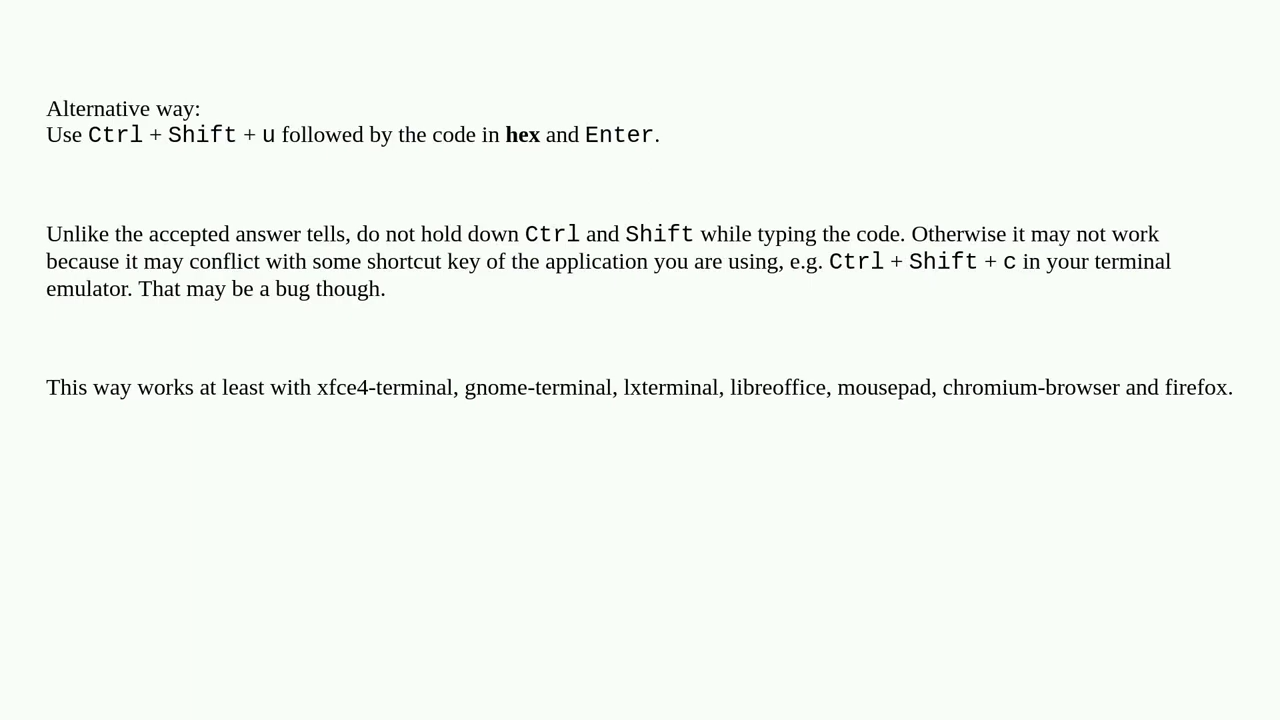 Alternative way:
Use Ctrl + Shift + u followed by the code in hex and Enter.
Unlike the accepted answer tells, do not hold down Ctrl and Shift while typing the code. Otherwise it may not work
because it may conflict with some shortcut key of the application you are using, e.g. Ctrl + Shift + c in your terminal
emulator. That may be a bug though.
This way works at least with xfce4-terminal, gnome-terminal, lxterminal, libreoffice, mousepad, chromium-browser and firefox.